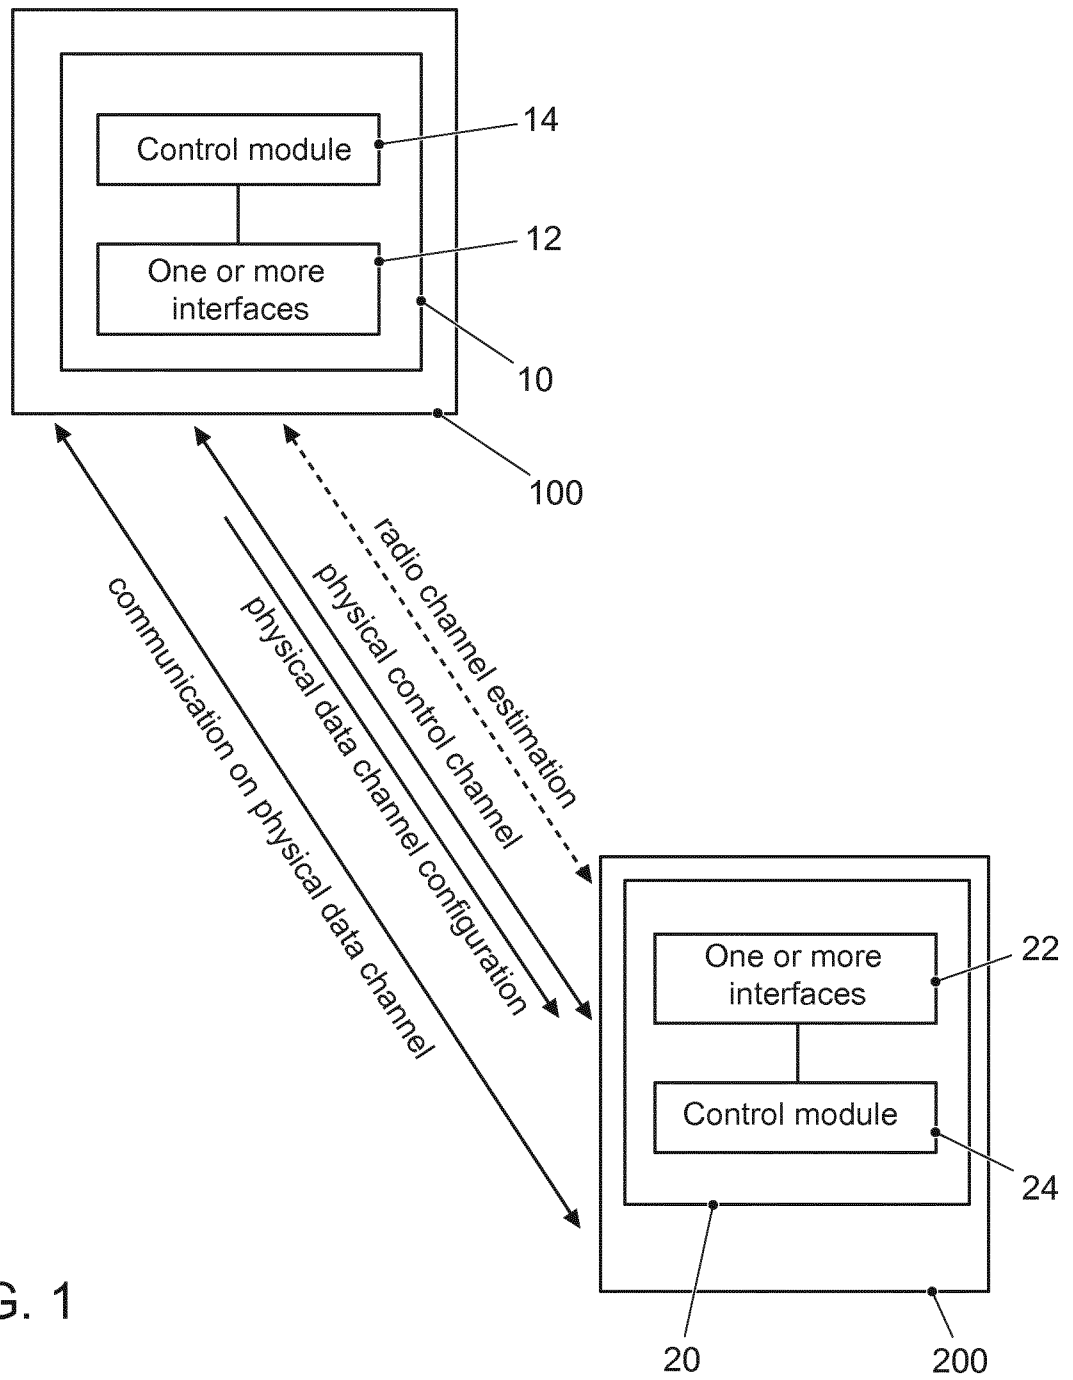 Control module
14
One or more
interfaces
12
10
100
radio channel estimation
physical control channel
physical data channel configuration
communication on physical data channel
One or more
interfaces
22
Control module
24
20
200
G. 1